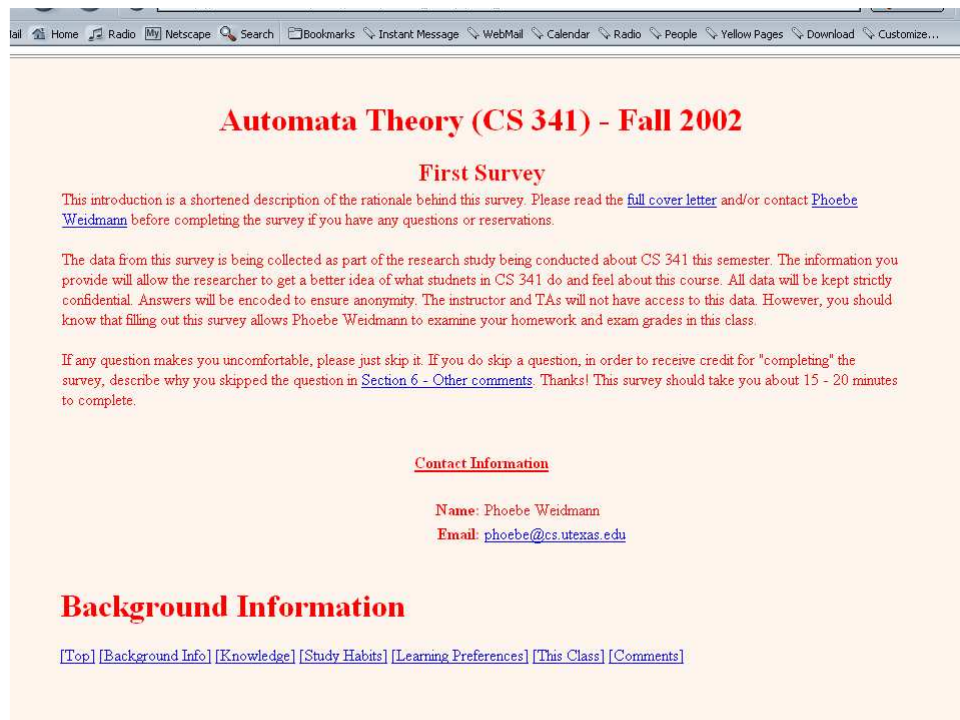 Home Radio My Netscape Search Bookmarks Instant Message WebMail Calendar Radio People Yellow Pages Download Customize...
Automata Theory (CS 341) - Fall 2002
First Survey
This introduction is a shortened description of the rationale behind this survey. Please read the full cover letter and/or contact Phoebe
Weidmann before completing the survey if you have any questions or reservations.
The data from this survey is being collected as part of the research study being conducted about CS 341 this semester. The information you
provide will allow the researcher to get a better idea of what studnets in CS 341 do and feel about this course. All data will be kept strictly
confidential. Answers will be encoded to ensure anonymity. The instructor and TAs will not have access to this data. However, you should
know that filling out this survey allows Phoebe Weidmann to examine your homework and exam grades in this class.
If any question makes you uncomfortable, please just skip it. If you do skip a question, in order to receive credit for "completing" the
survey, describe why you skipped the question in Section 6 - Other comments. Thanks! This survey should take you about 15 - 20 minutes
to complete.
Contact Information
Name: Phoebe Weidmann
Email: phoebe@cs.utexas.edu
Background Information
[Top] [Background Info] [Knowledge] [Study Habits] [Learning Preferences] [This Class] [Comments]